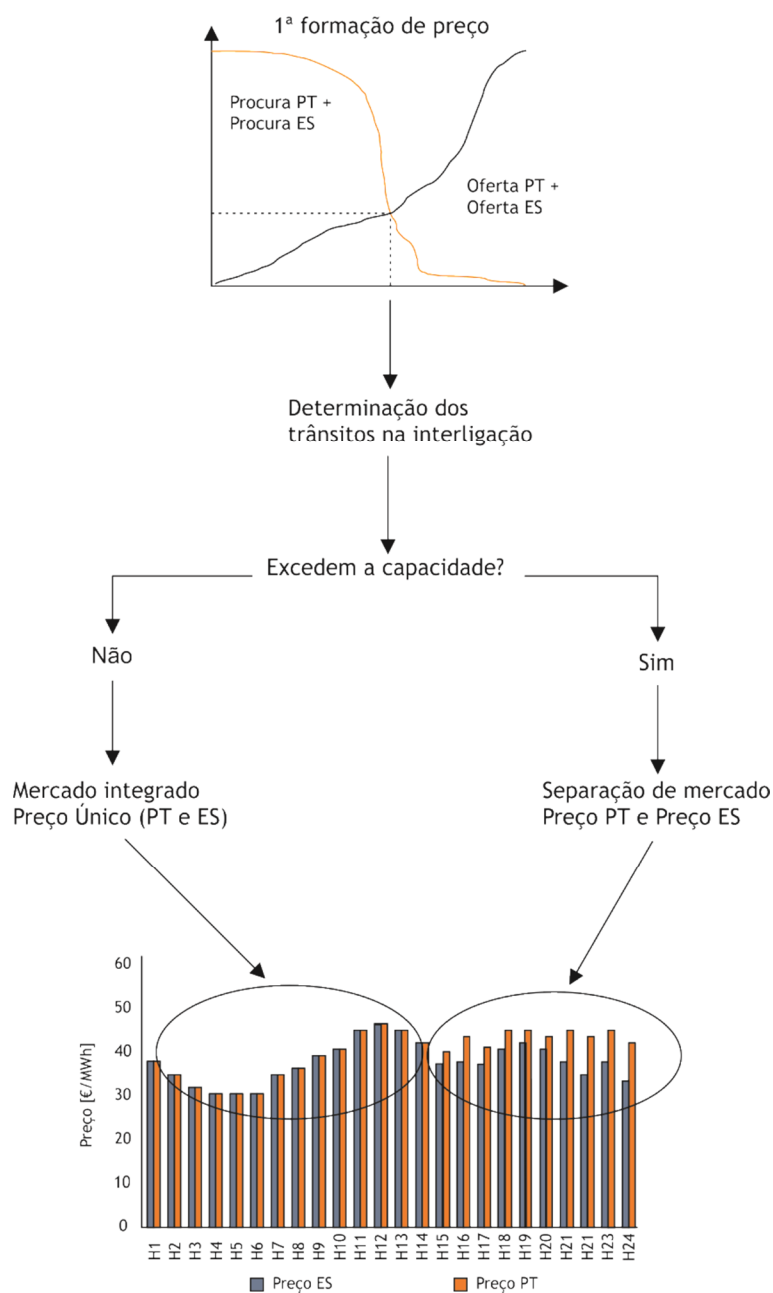 1ª formação de preço
Procura PT +
Procura ES
Oferta PT +
Oferta ES
Determinação dos
trânsitos na interligação
Excedem a capacidade?
Não
Sim
Mercado integrado
Preço Único (PT e ES)
Separação de mercado
Preço PT e Preço ES
Preço [€/MWh]
60
50
40
30
20
10
0
H1
H2
H3
H4
H5
H6
H7
H8
H9
H10
H11
H12
H13
H14
H15
H16
H17
H18
H19
H20
H21
H21
H23
H24
Preço ES
Preço PT